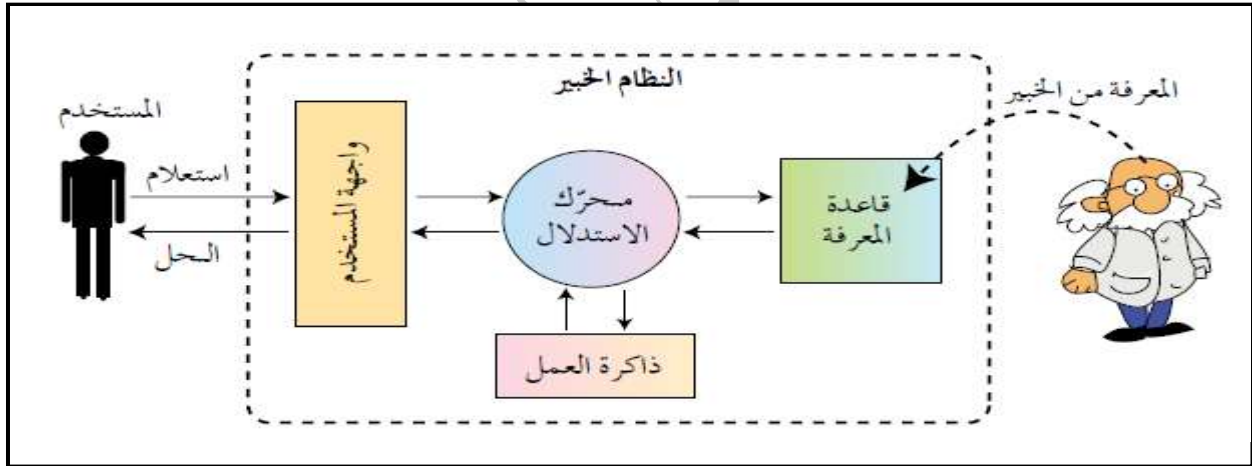 النظام الخبير
المعرفة من الخبير
المستخدم
استعلام
الحل
واجهة المستخدم
محرّك
الاستدلال
قاعدة
المعرفة
ذاكرة العمل